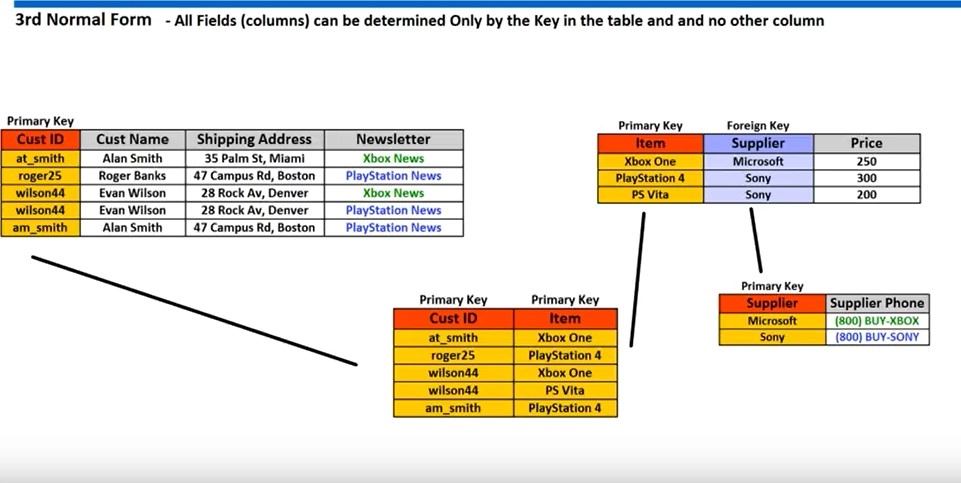 3rd Normal Form - All Fields (columns) can be determined Only by the Key in the table and and no other column
Primary Key
Cust ID Cust Name Shipping Address Newsletter
at_smith Alan Smith 35 Palm St, Miami Xbox News
roger25 Roger Banks 47 Campus Rd, Boston PlayStation News
wilson44 Evan Wilson 28 Rock Av, Denver Xbox News
wilson44 Evan Wilson 28 Rock Av, Denver PlayStation News
am_smith Alan Smith 47 Campus Rd, Boston PlayStation News
Primary Key Foreign Key
Item Supplier Price
Xbox One Microsoft 250
PlayStation 4 Sony 300
PS Vita Sony 200
Primary Key Primary Key
Cust ID Item
at_smith Xbox One
roger25 PlayStation 4
wilson44 Xbox One
wilson44 PS Vita
am_smith PlayStation 4
Primary Key
Supplier Supplier Phone
Microsoft (800) BUY-XBOX
Sony (800) BUY-SONY